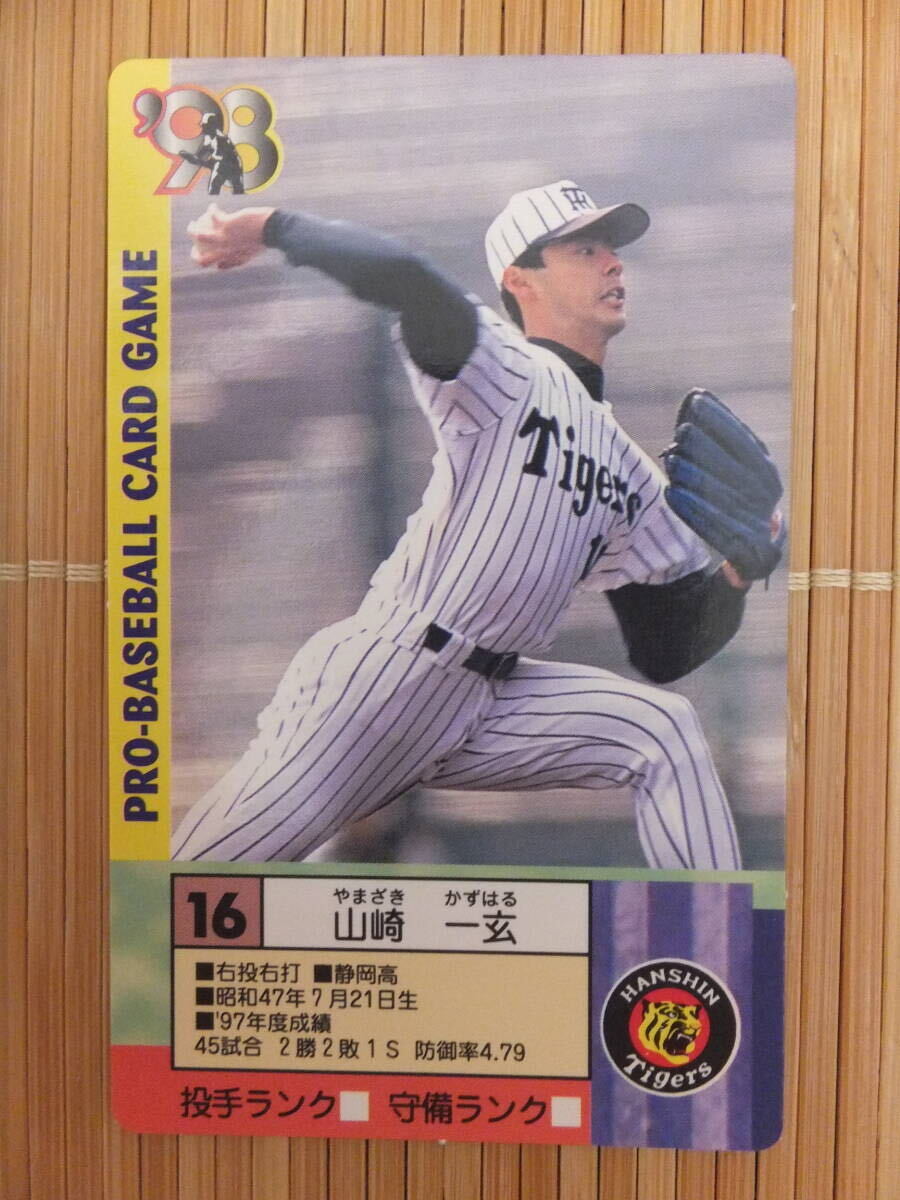 '98
PRO-BASEBALL CARD GAME
TH
Tigers
16
やまざき かずはる
山崎 一玄
■右投右打 ■静岡高
■昭和47年7月21日生
■'97年度成績
45試合 2勝2敗1S 防御率4.79
HANSHIN
Tigers
投手ランク 守備ランク